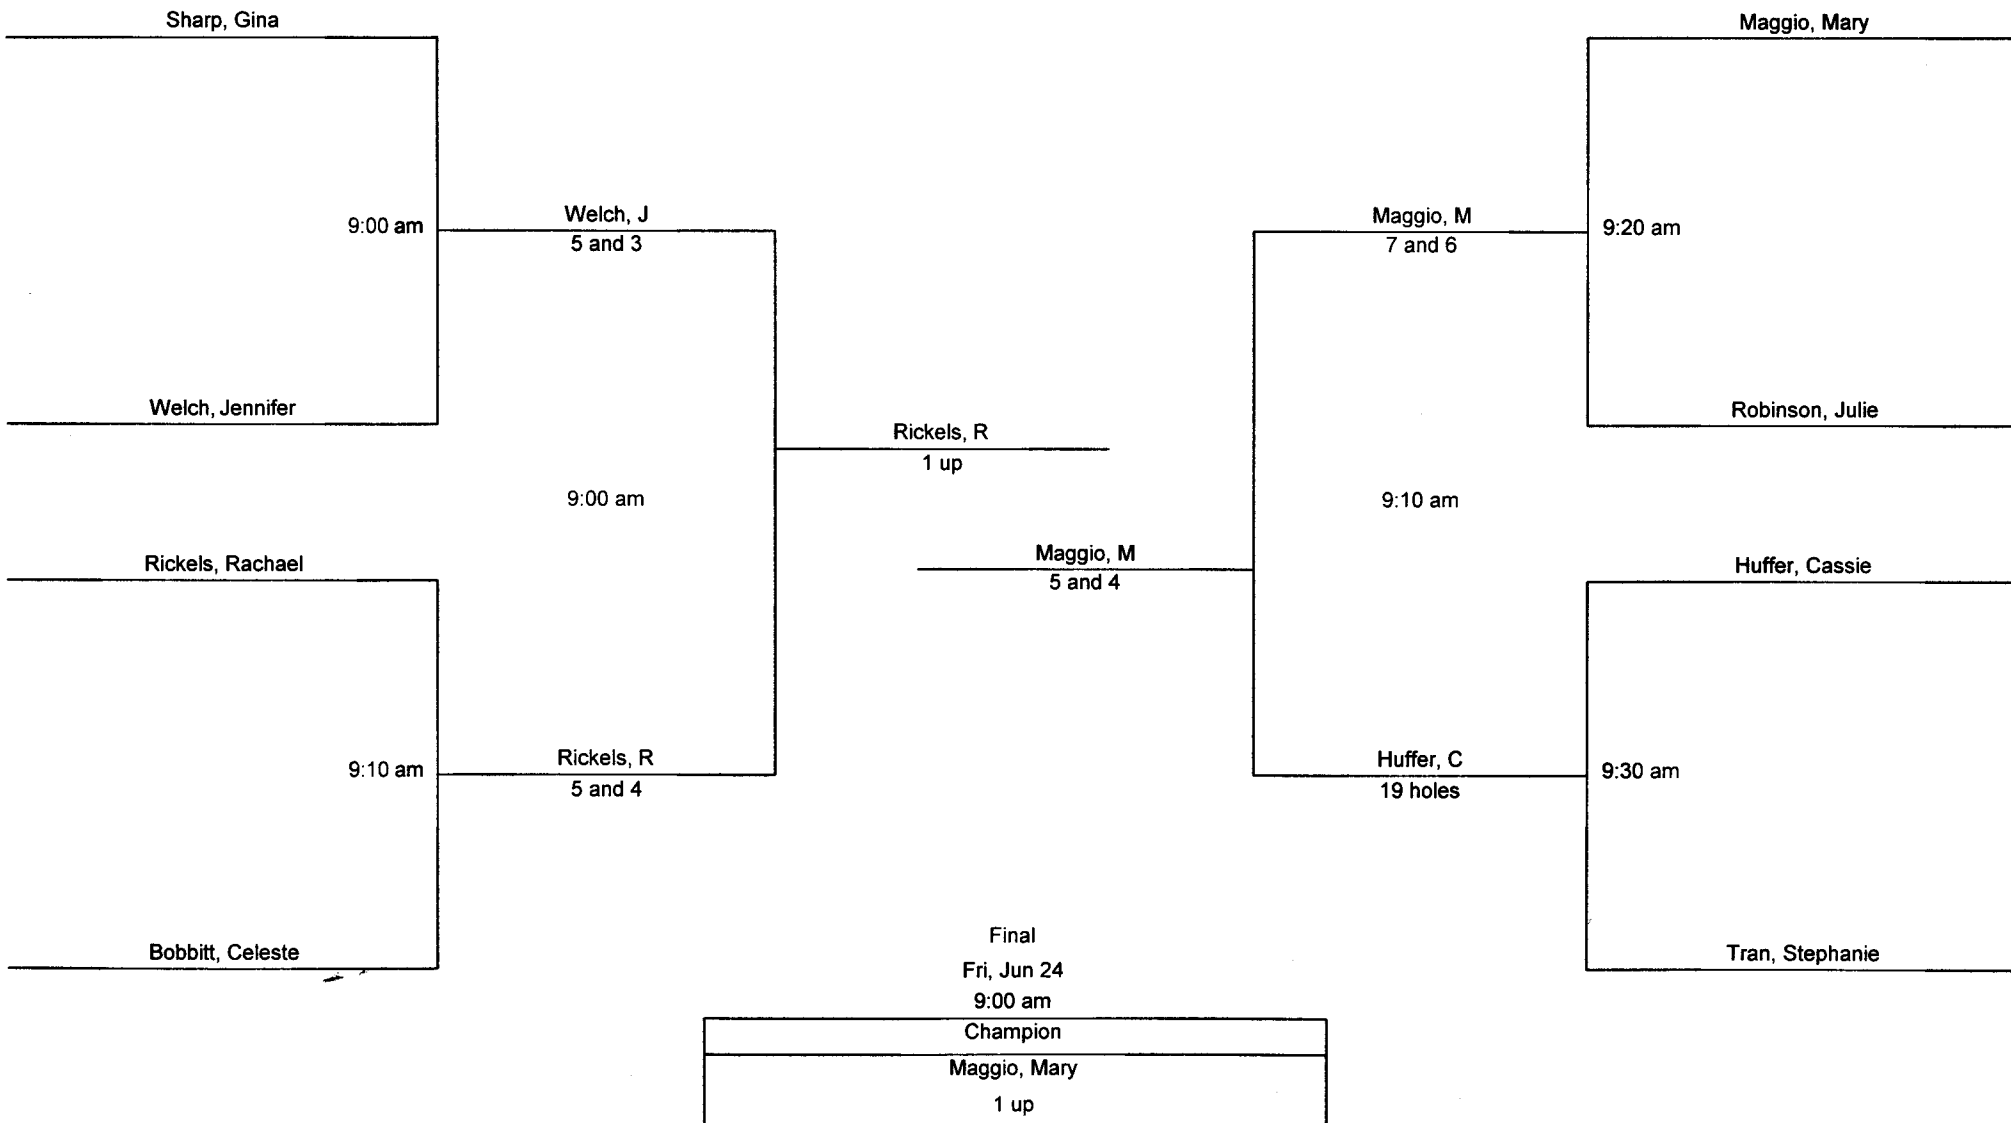 Sharp, Gina
9:00 am
Welch, Jennifer
Rickels, Rachael
9:10 am
Bobbitt, Celeste
Welch, J
5 and 3
9:00 am
Rickels, R
5 and 4
Rickels, R
1 up
Maggio, M
5 and 4
Maggio, M
7 and 6
9:10 am
Huffer, C
19 holes
Maggio, Mary
9:20 am
Robinson, Julie
Huffer, Cassie
9:30 am
Tran, Stephanie
Final
Fri, Jun 24
9:00 am
Champion
Maggio, Mary
1 up